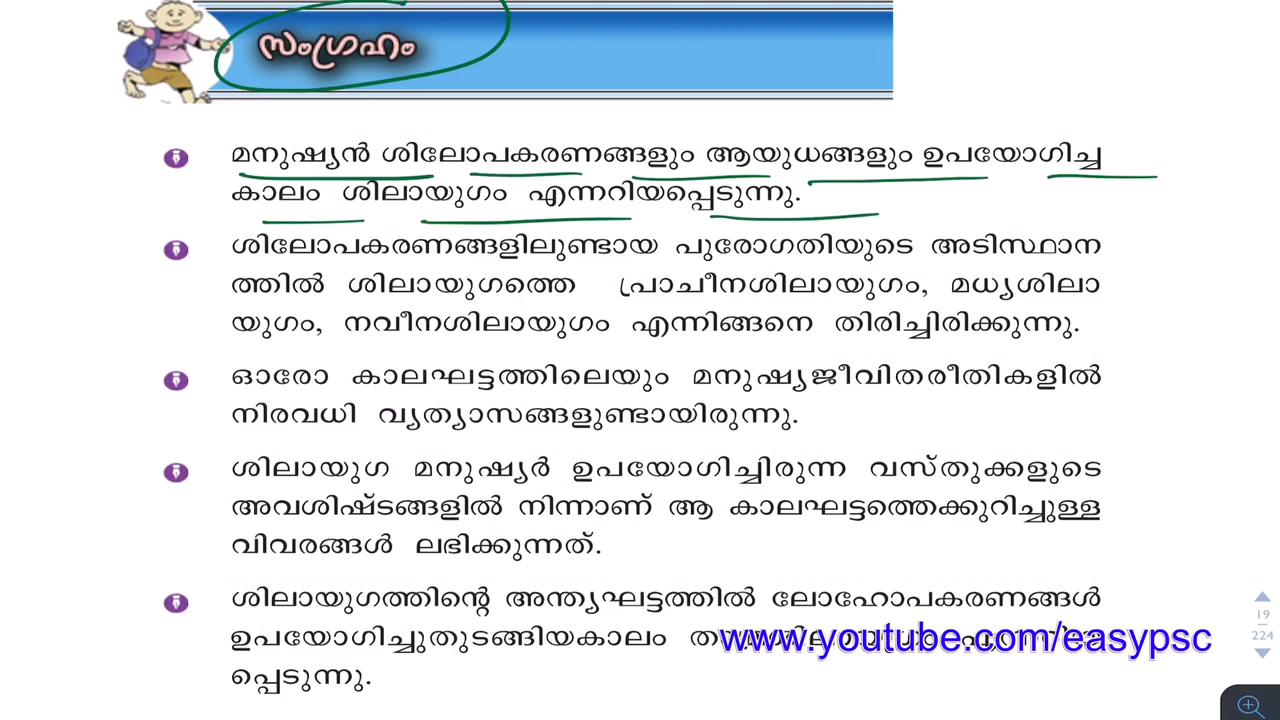 സംഗ്രഹം
മനുഷ്യൻ ശിലോപകരണങ്ങളും ആയുധങ്ങളും ഉപയോഗിച്ച
കാലം ശിലായുഗം എന്നറിയപ്പെടുന്നു.
ശിലോപകരണങ്ങളിലുണ്ടായ പുരോഗതിയുടെ അടിസ്ഥാന
ത്തിൽ ശിലായുഗത്തെ പ്രാചീനശിലായുഗം, മധ്യശിലാ
യുഗം, നവീനശിലായുഗം എന്നിങ്ങനെ തിരിച്ചിരിക്കുന്നു.
ഓരോ കാലഘട്ടത്തിലെയും മനുഷ്യജീവിതരീതികളിൽ
നിരവധി വ്യത്യാസങ്ങളുണ്ടായിരുന്നു.
ശിലായുഗ മനുഷ്യർ ഉപയോഗിച്ചിരുന്ന വസ്തുക്കളുടെ
അവശിഷ്ടങ്ങളിൽ നിന്നാണ് ആ കാലഘട്ടത്തെക്കുറിച്ചുള്ള
വിവരങ്ങൾ ലഭിക്കുന്നത്.
ശിലായുഗത്തിന്റെ അന്ത്യഘട്ടത്തിൽ ലോഹോപകരണങ്ങൾ
ഉപയോഗിച്ചുതുടങ്ങിയകാലം
www.youtube.com/easypsc
പ്പെടുന്നു.
19
224